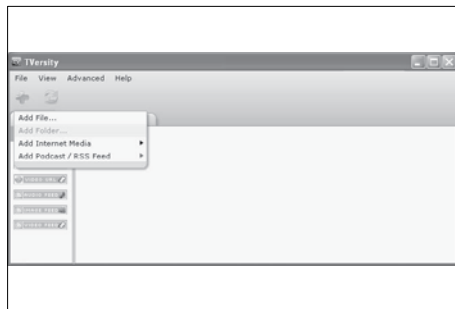 TVersity
File View Advanced Help
Add File...
Add Folder...
Add Internet Media
Add Podcast / RSS Feed